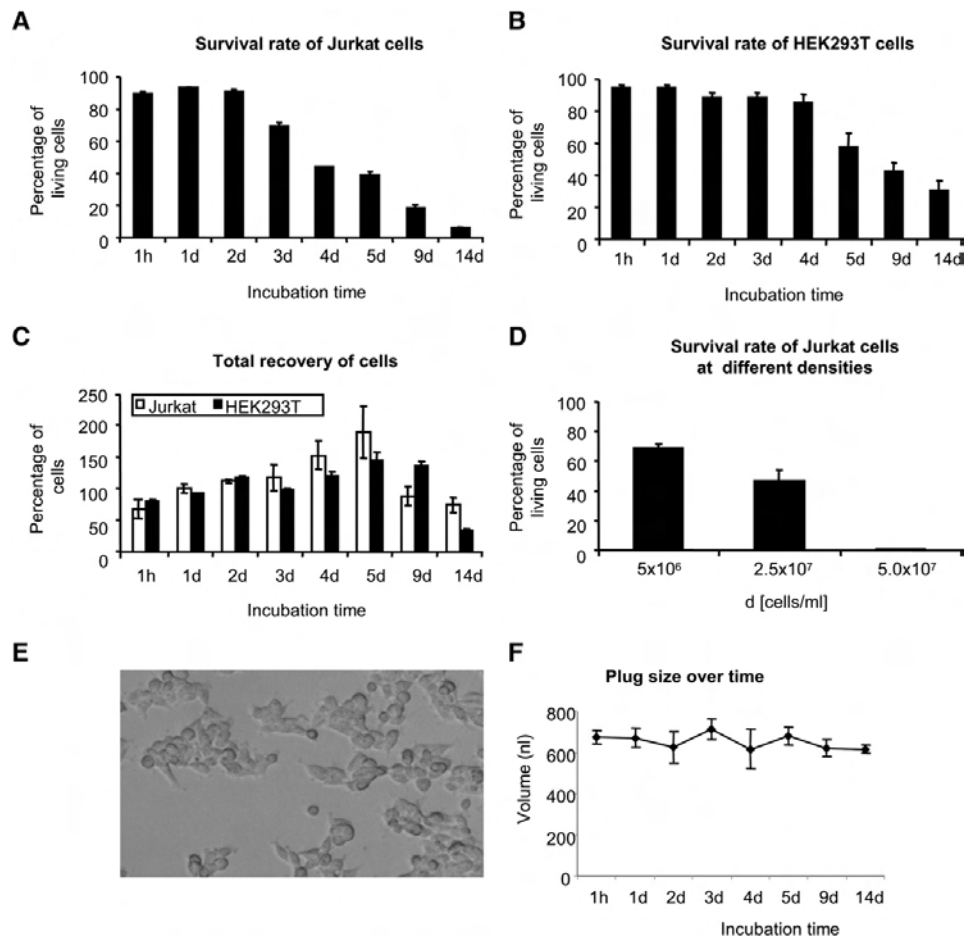 A
Survival rate of Jurkat cells
Percentage of
living cells
100
80
60
40
20
0
1h 1d 2d 3d 4d 5d 9d 14d
Incubation time
B
Survival rate of HEK293T cells
Percentage of
living cells
100
80
60
40
20
0
1h 1d 2d 3d 4d 5d 9d 14d
Incubation time
C
Total recovery of cells
Percentage of
cells
250
200
150
100
50
0
Jurkat HEK293T
1h 1d 2d 3d 4d 5d 9d 14d
Incubation time
D
Survival rate of Jurkat cells
at different densities
Percentage of
living cells
100
80
60
40
20
0
5x10⁶ 2.5x10⁷ 5.0x10⁷
d [cells/ml]
E
F
Plug size over time
Volume (nl)
800
600
400
200
0
1h 1d 2d 3d 4d 5d 9d 14d
Incubation time